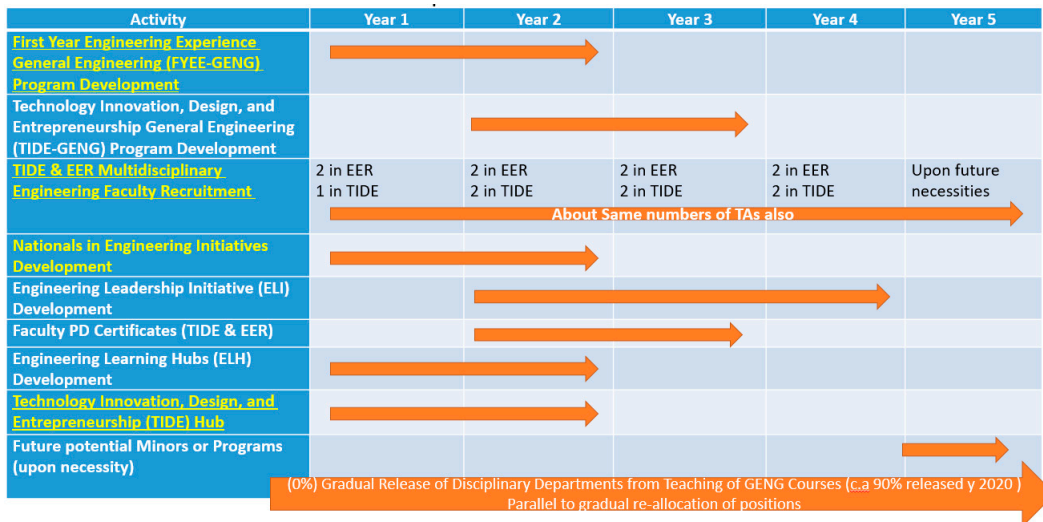 Activity
Year 1
Year 2
Year 3
Year 4
Year 5
First Year Engineering Experience
General Engineering (FYEE-GENG)
Program Development
Technology Innovation, Design, and
Entrepreneurship General Engineering
(TIDE-GENG) Program Development
TIDE & EER Multidisciplinary
Engineering Faculty Recruitment
2 in EER
1 in TIDE
2 in EER
2 in TIDE
2 in EER
2 in TIDE
2 in EER
2 in TIDE
Upon future
necessities
About Same numbers of TAs also
Nationals in Engineering Initiatives
Development
Engineering Leadership Initiative (ELI)
Development
Faculty PD Certificates (TIDE & EER)
Engineering Learning Hubs (ELH)
Development
Technology Innovation, Design, and
Entrepreneurship (TIDE) Hub
Future potential Minors or Programs
(upon necessity)
(0%) Gradual Release of Disciplinary Departments from Teaching of GENG Courses (c.a 90% released y 2020 )
Parallel to gradual re-allocation of positions